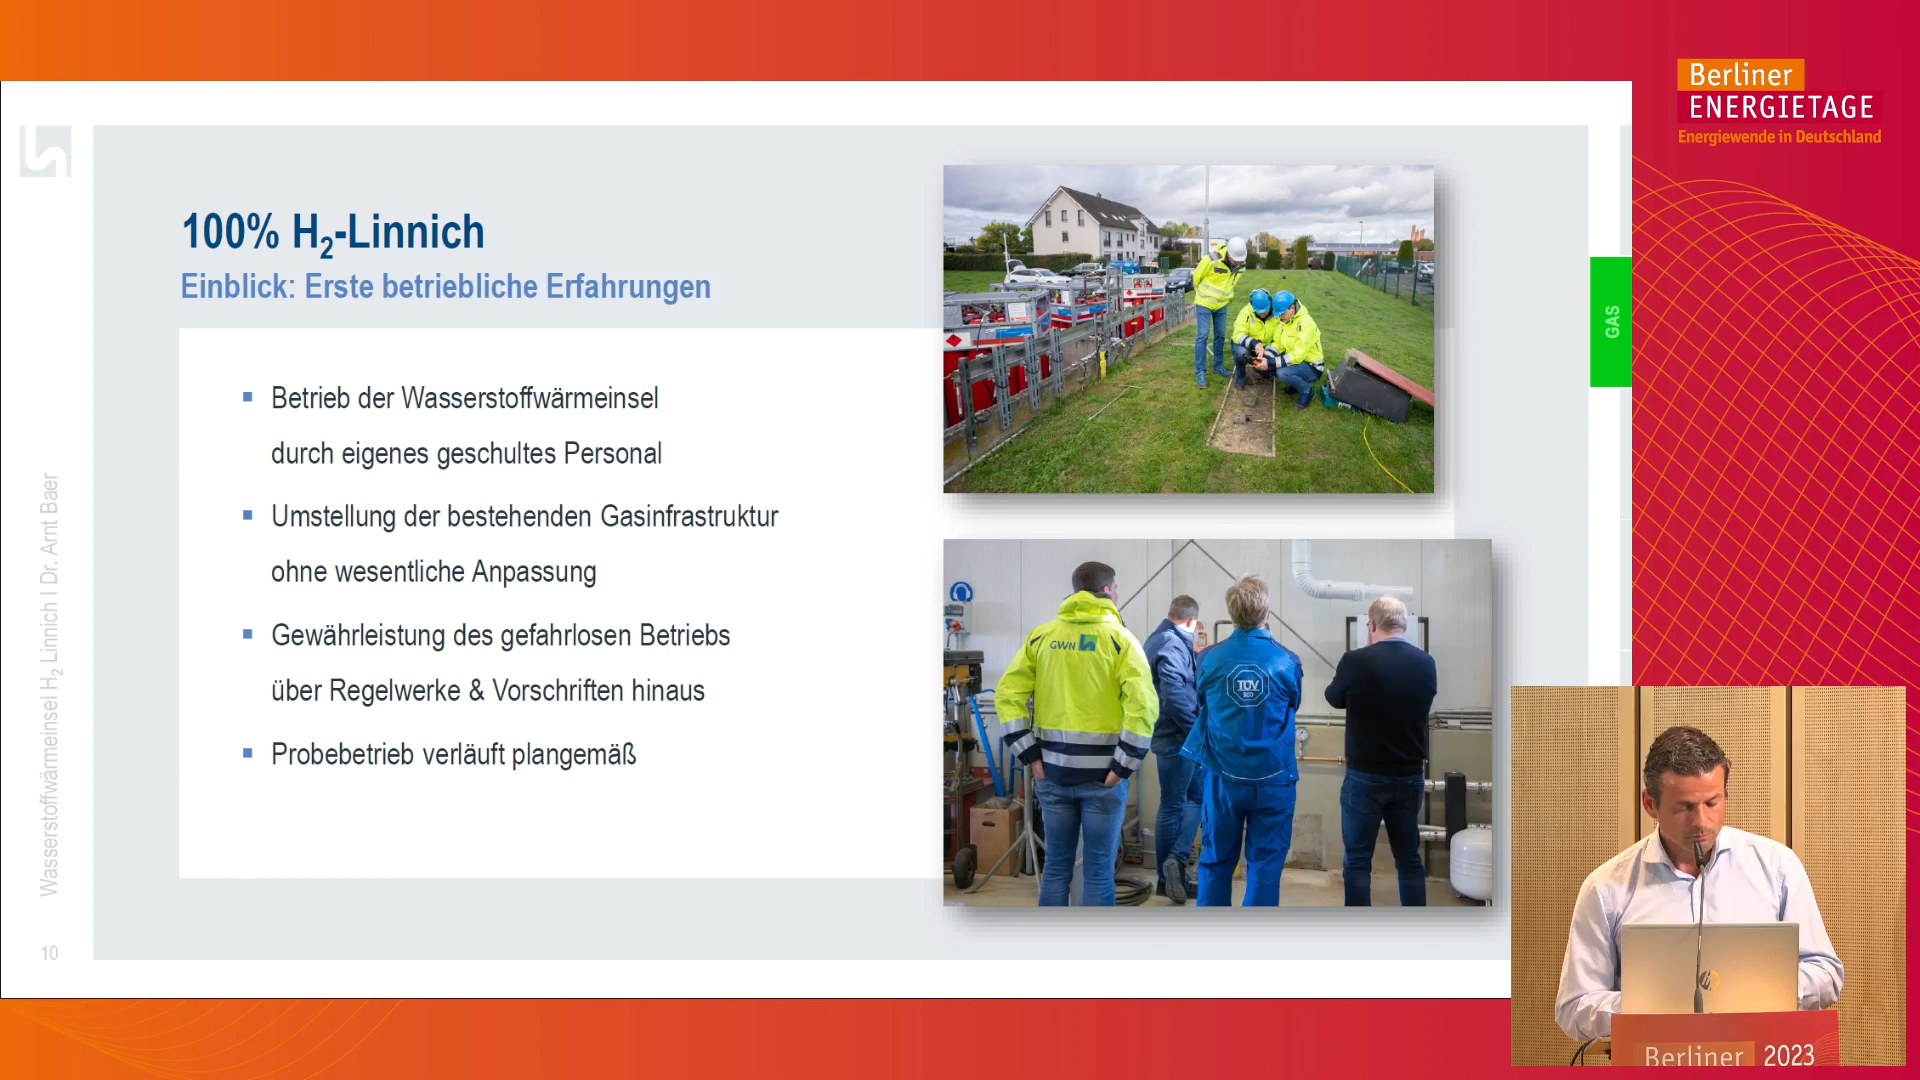 Berliner
ENERGIETAGE
Energiewende in Deutschland
100% H2-Linnich
Einblick: Erste betriebliche Erfahrungen
GAS
▪ Betrieb der Wasserstoffwärmeinsel
durch eigenes geschultes Personal
▪ Umstellung der bestehenden Gasinfrastruktur
ohne wesentliche Anpassung
▪ Gewährleistung des gefahrlosen Betriebs
über Regelwerke & Vorschriften hinaus
▪ Probebetrieb verläuft plangemäß
GWN
TÜV
Wasserstoffwärmeinsel H2 Linnich I Dr. Arnt Baer
10
hp
Berliner 2023